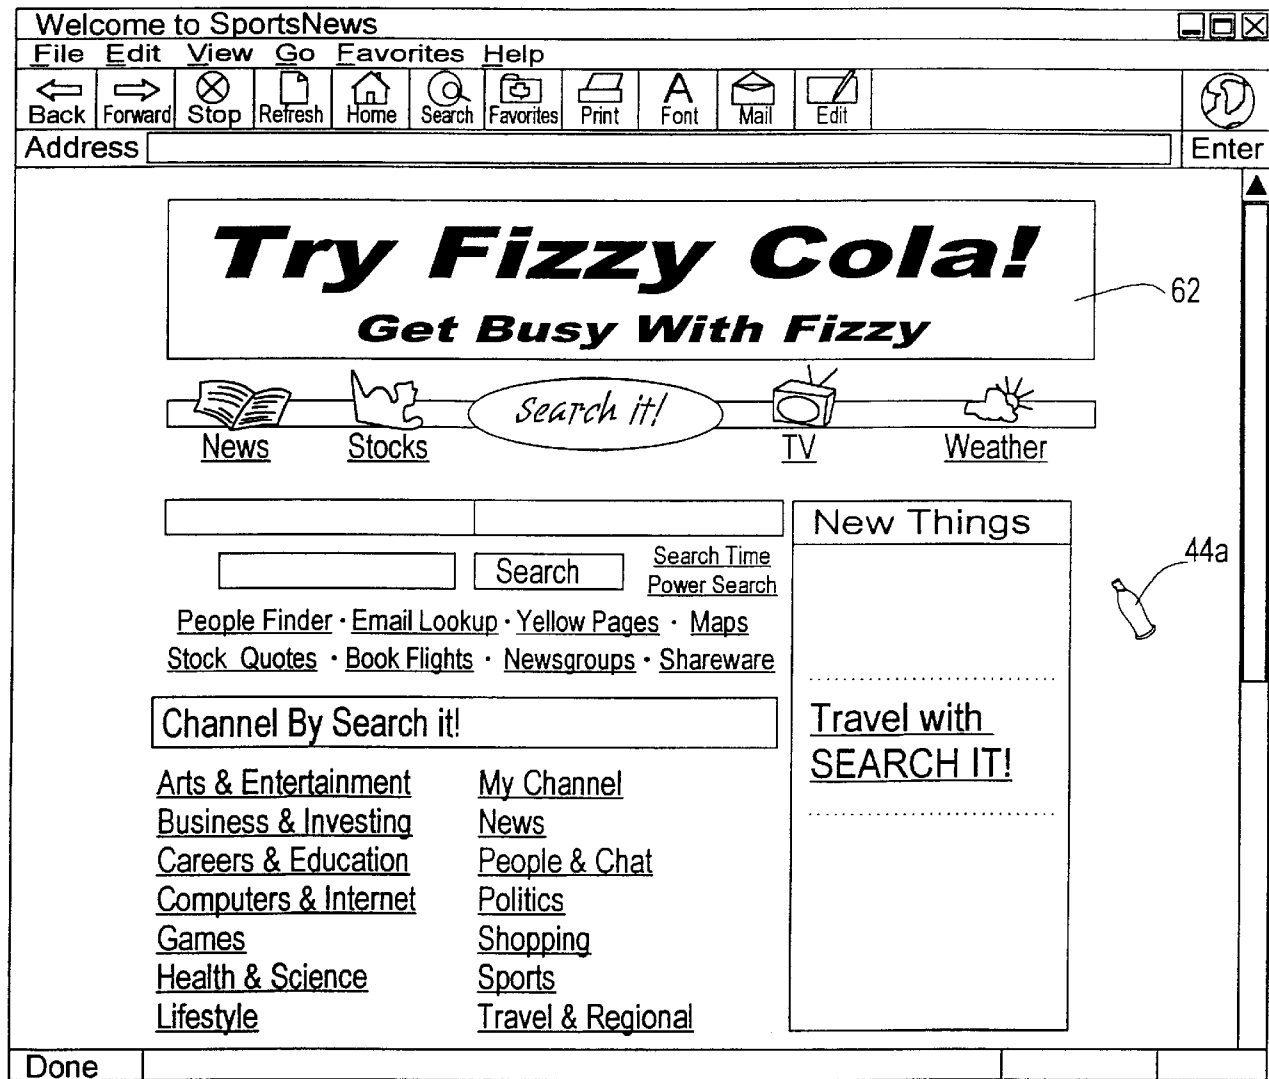 Welcome to SportsNews
File Edit View Go Favorites Help
Back Forward Stop Refresh Home Search Favorites Print Font Mail Edit
Address Enter
Try Fizzy Cola!
62
Get Busy With Fizzy
Search it!
News Stocks TV Weather
New Things
Search Search Time
Power Search
44a
People Finder · Email Lookup · Yellow Pages · Maps
Stock Quotes · Book Flights · Newsgroups · Shareware
Channel By Search it!
Travel with
SEARCH IT!
Arts & Entertainment My Channel
Business & Investing News
Careers & Education People & Chat
Computers & Internet Politics
Games Shopping
Health & Science Sports
Lifestyle Travel & Regional
Done